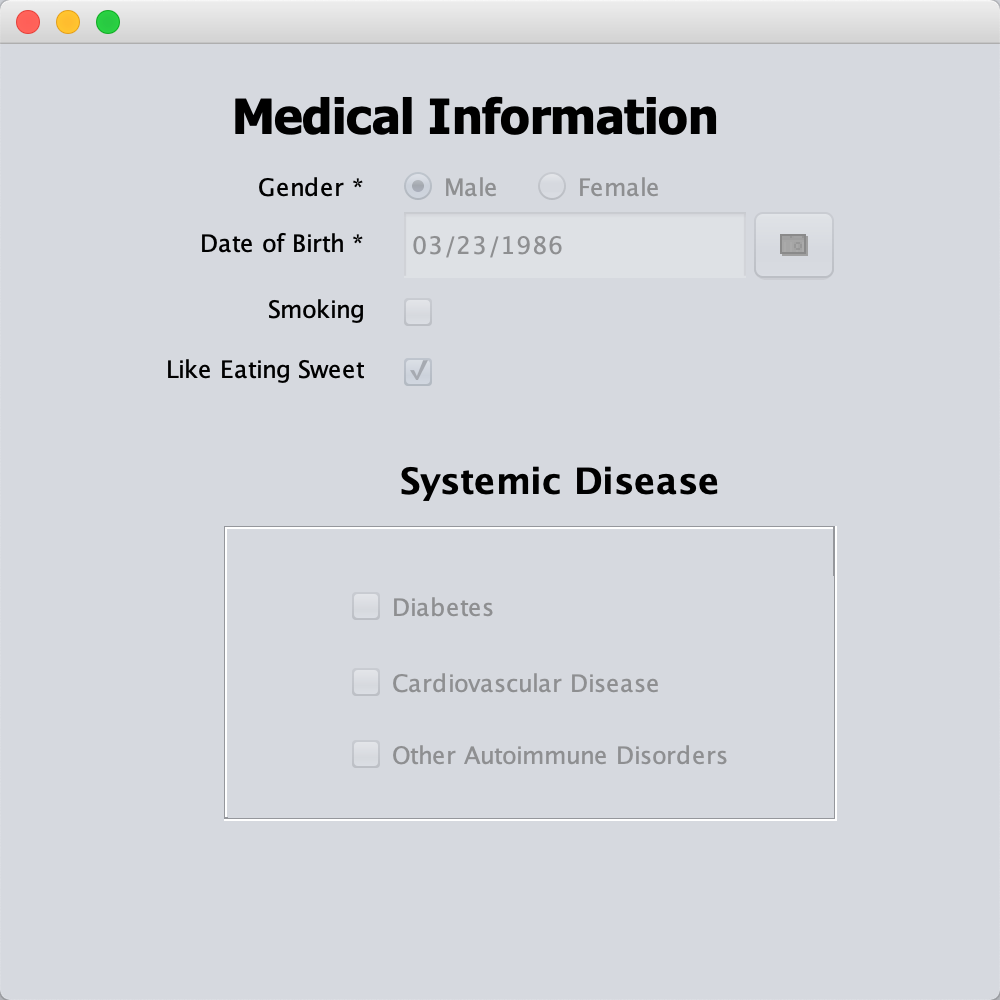 Medical Information
Gender * Male Female
Date of Birth * 03/23/1986
Smoking
Like Eating Sweet
Systemic Disease
Diabetes
Cardiovascular Disease
Other Autoimmune Disorders